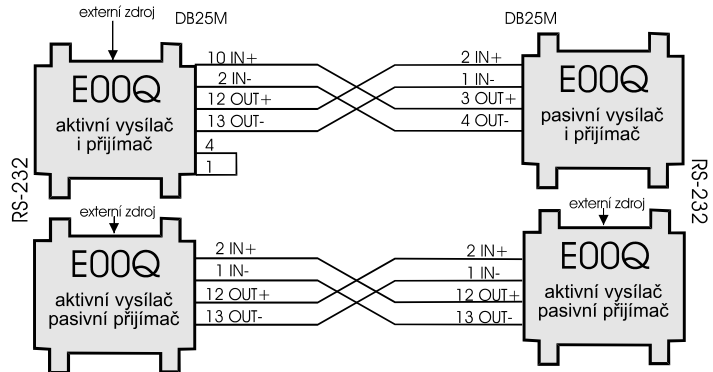 externí zdroj
DB25M
DB25M
10 IN+
2 IN-
12 OUT+
13 OUT-
4
1
2 IN+
1 IN-
3 OUT+
4 OUT-
E00Q
aktivní vysílač
i přijímač
E00Q
pasivní vysílač
i přijímač
RS-232
RS-232
externí zdroj
externí zdroj
2 IN+
1 IN-
12 OUT+
13 OUT-
2 IN+
1 IN-
12 OUT+
13 OUT-
E00Q
aktivní vysílač
pasivní přijímač
E00Q
aktivní vysílač
pasivní přijímač